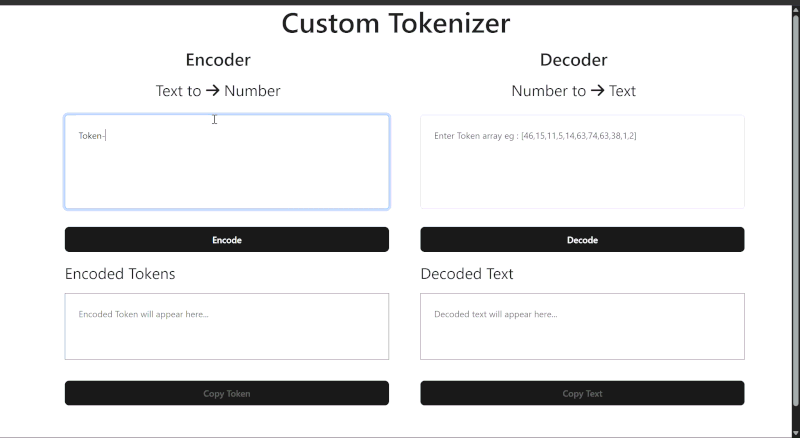 Custom Tokenizer
Encoder
Text to → Number
Token-
Encode
Encoded Tokens
Encoded Token will appear here...
Copy Token
Decoder
Number to → Text
Enter Token array eg : [46,15,11,5,14,63,74,63,38,1,2]
Decode
Decoded Text
Decoded text will appear here...
Copy Text